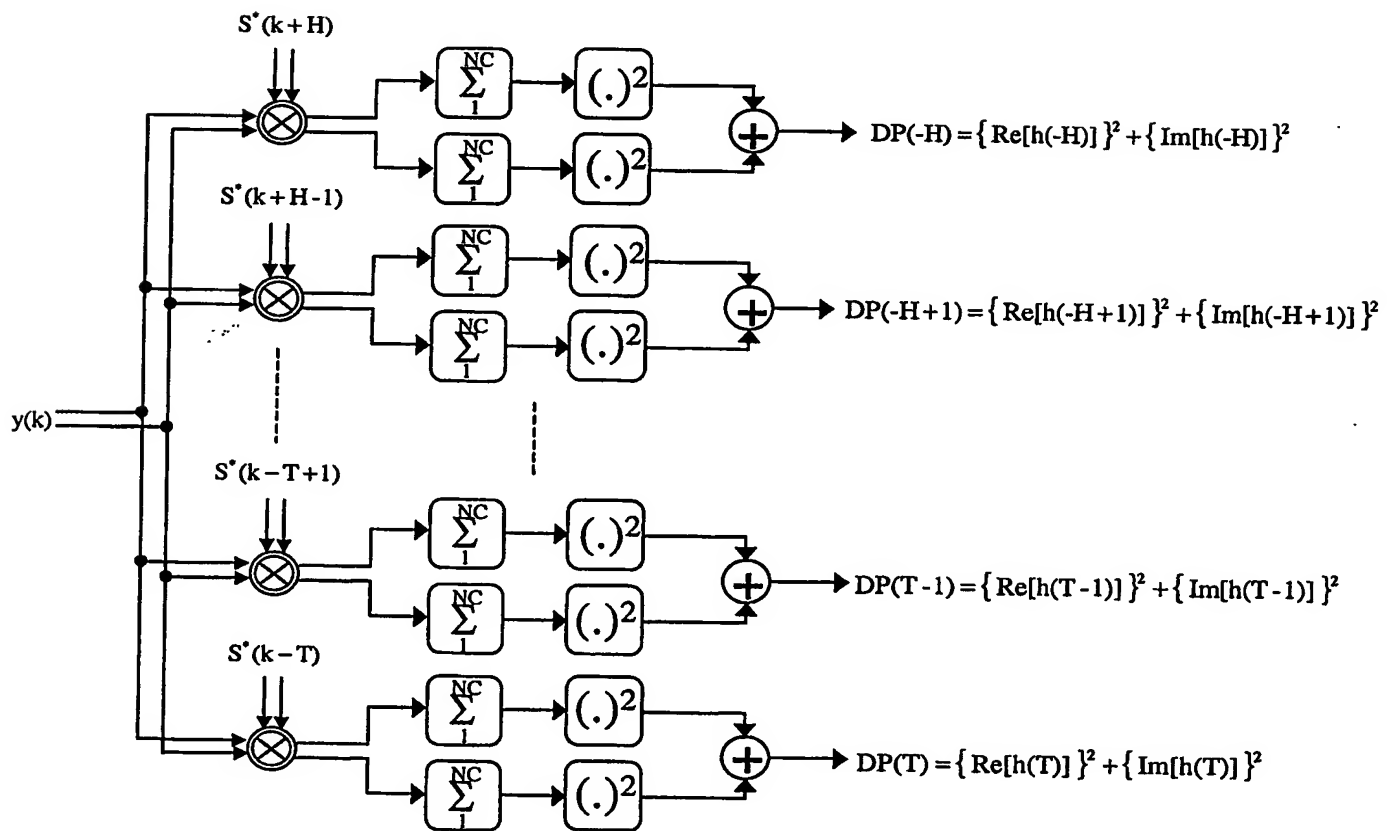 S*(k+H)
NC
Σ
1
(.)²
+
DP(-H) = { Re[h(-H)] }² + { Im[h(-H)] }²
NC
Σ
1
(.)²
S*(k+H-1)
NC
Σ
1
(.)²
+
DP(-H+1) = { Re[h(-H+1)] }² + { Im[h(-H+1)] }²
NC
Σ
1
(.)²
y(k)
S*(k-T+1)
NC
Σ
1
(.)²
+
DP(T-1) = { Re[h(T-1)] }² + { Im[h(T-1)] }²
NC
Σ
1
(.)²
S*(k-T)
NC
Σ
1
(.)²
+
DP(T) = { Re[h(T)] }² + { Im[h(T)] }²
NC
Σ
1
(.)²